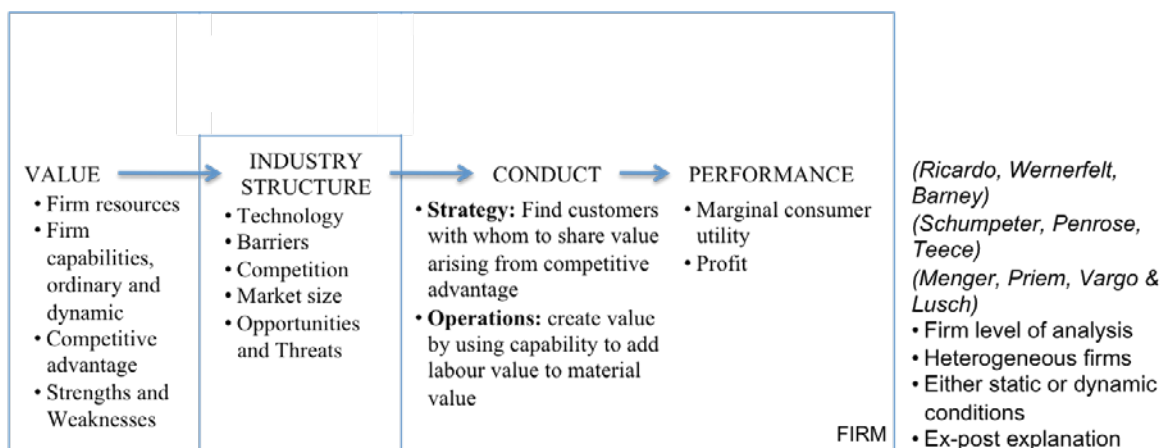 VALUE
• Firm resources
• Firm
capabilities,
ordinary and
dynamic
• Competitive
advantage
• Strengths and
Weaknesses
INDUSTRY
STRUCTURE
• Technology
• Barriers
• Competition
• Market size
• Opportunities
and Threats
CONDUCT
• Strategy: Find customers
with whom to share value
arising from competitive
advantage
• Operations: create value
by using capability to add
labour value to material
value
PERFORMANCE
• Marginal consumer
utility
• Profit
FIRM
(Ricardo, Wernerfelt,
Barney)
(Schumpeter, Penrose,
Teece)
(Menger, Priem, Vargo &
Lusch)
• Firm level of analysis
• Heterogeneous firms
• Either static or dynamic
conditions
• Ex-post explanation